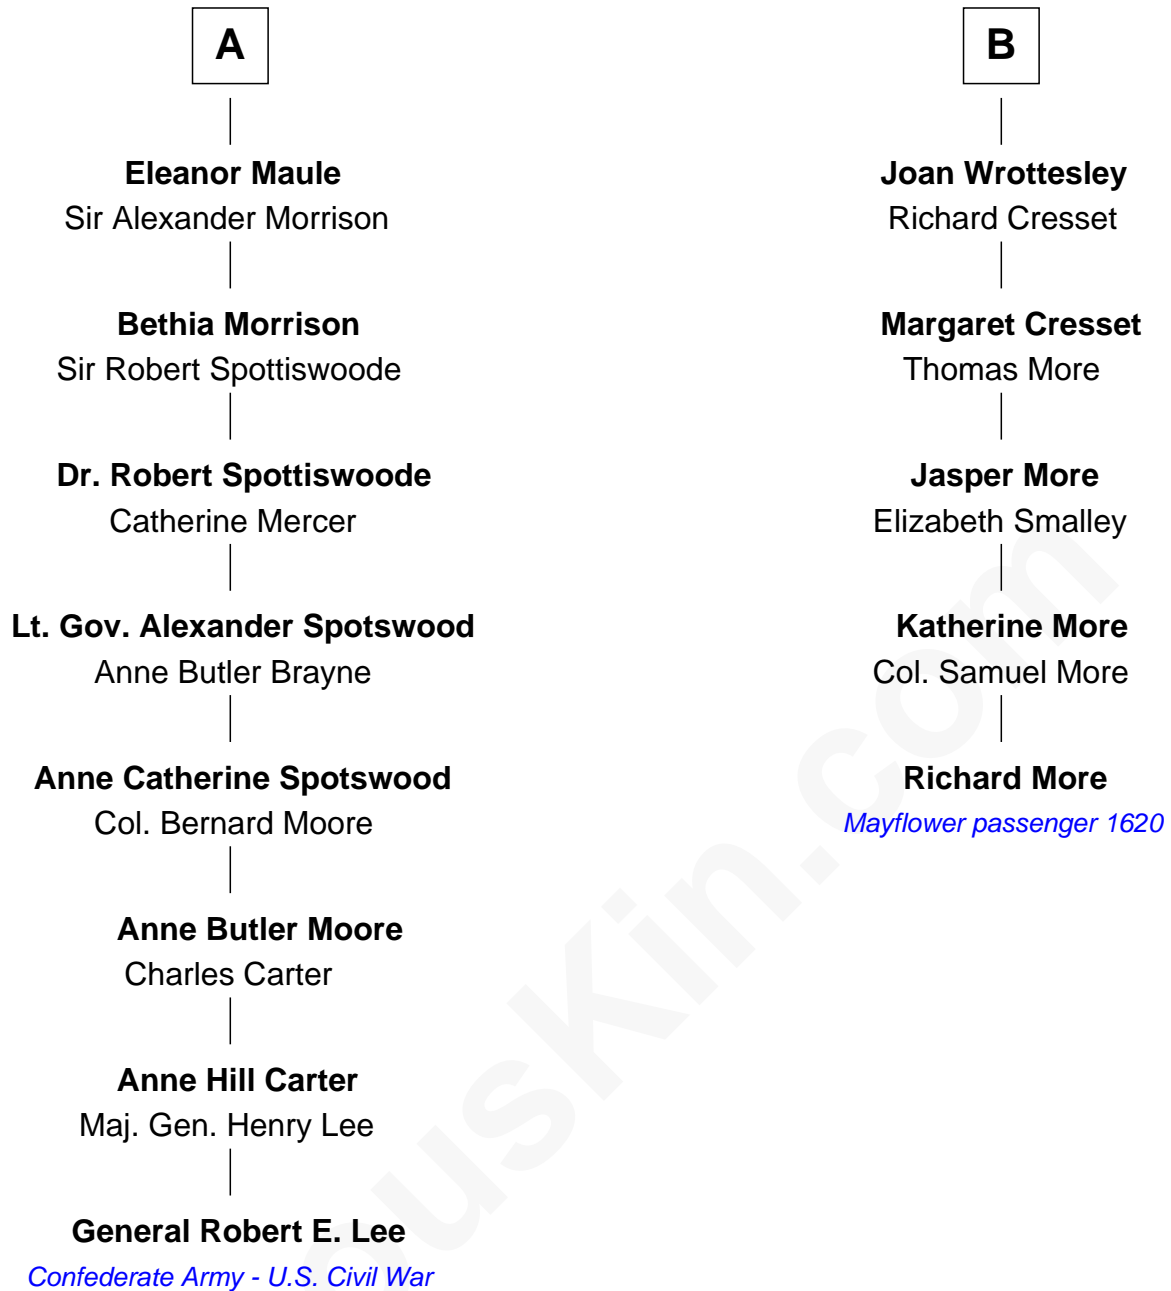 A
Eleanor Maule
Sir Alexander Morrison
Bethia Morrison
Sir Robert Spottiswoode
Dr. Robert Spottiswoode
Catherine Mercer
Lt. Gov. Alexander Spotswood
Anne Butler Brayne
Anne Catherine Spotswood
Col. Bernard Moore
Anne Butler Moore
Charles Carter
Anne Hill Carter
Maj. Gen. Henry Lee
General Robert E. Lee
Confederate Army - U.S. Civil War
B
Joan Wrottesley
Richard Cresset
Margaret Cresset
Thomas More
Jasper More
Elizabeth Smalley
Katherine More
Col. Samuel More
Richard More
Mayflower passenger 1620